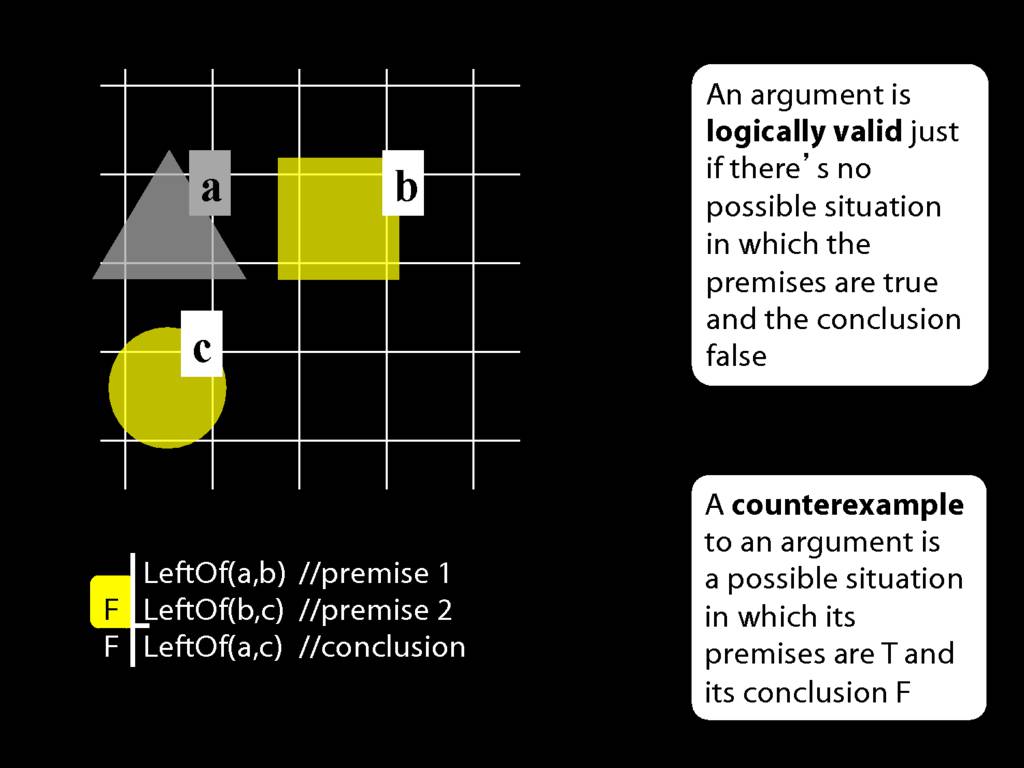 a
b
c
An argument is
logically valid just
if there’s no
possible situation
in which the
premises are true
and the conclusion
false
LeftOf(a,b) //premise 1
F LeftOf(b,c) //premise 2
F LeftOf(a,c) //conclusion
A counterexample
to an argument is
a possible situation
in which its
premises are T and
its conclusion F